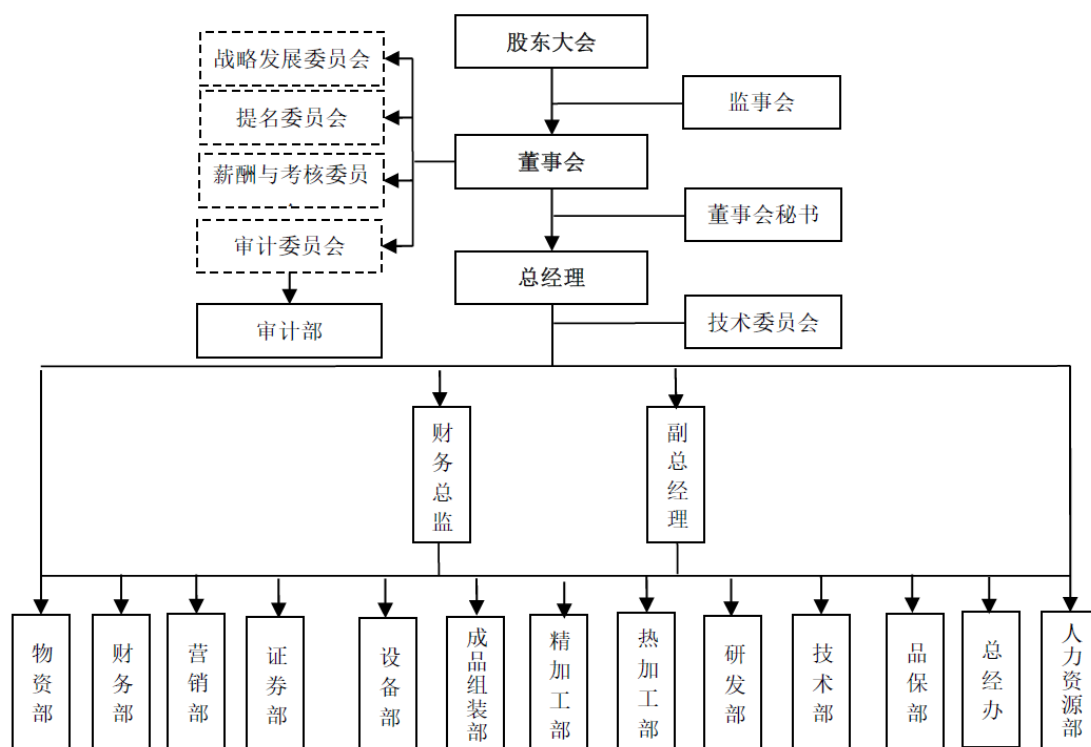 股东大会
战略发展委员会
监事会
提名委员会
董事会
薪酬与考核委员
董事会秘书
审计委员会
总经理
审计部
技术委员会
财务总监
副总经理
物资部
财务部
营销部
证券部
设备部
成品组装部
精加工部
热加工部
研发部
技术部
品保部
总经办
人力资源部